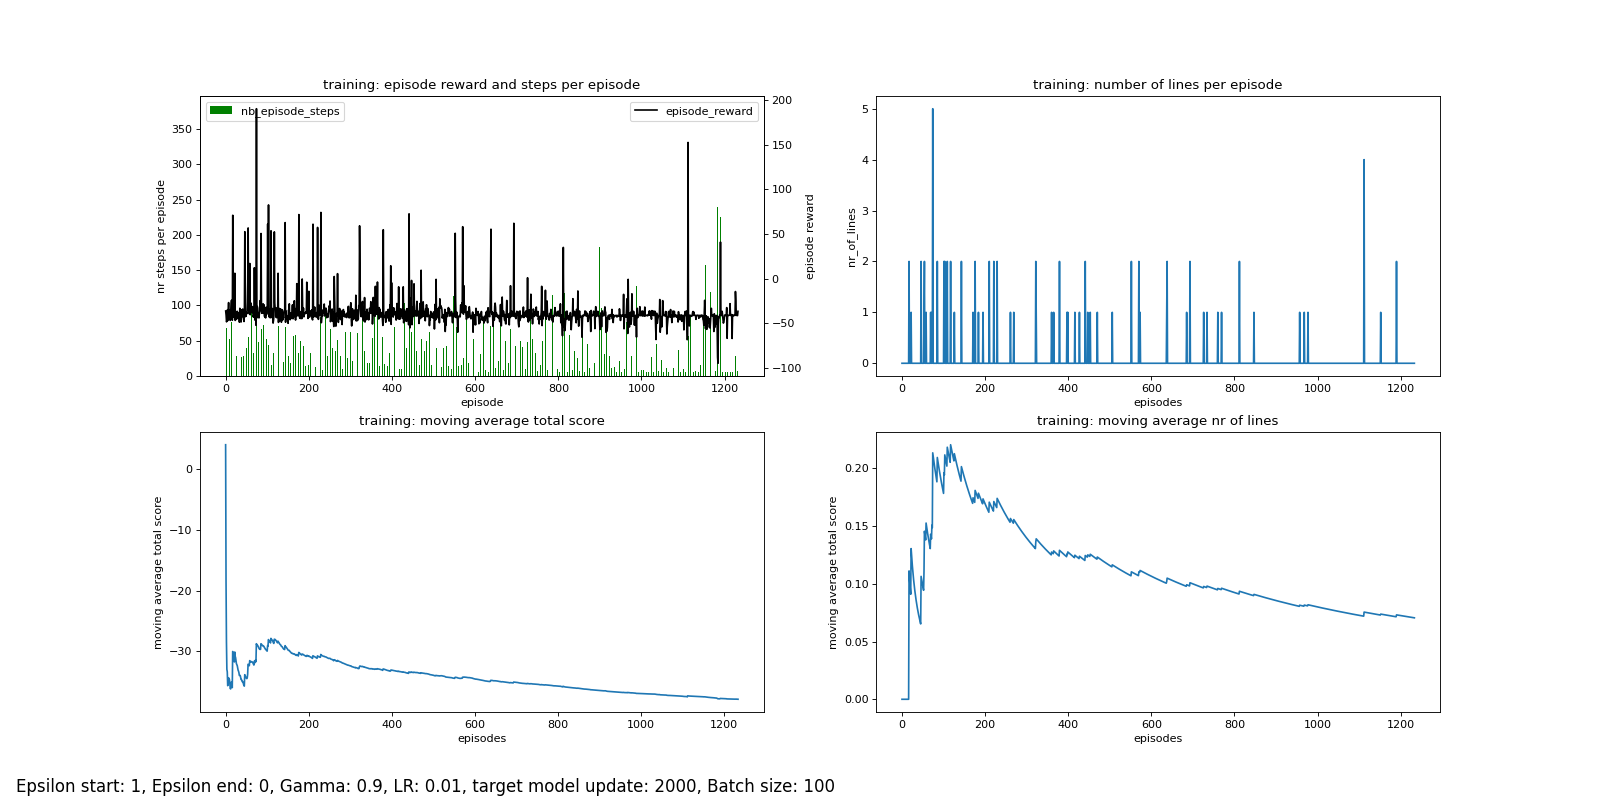 training: episode reward and steps per episode
nb_episode_steps
episode_reward
nr steps per episode
350
300
250
200
150
100
50
0
200
150
100
50
0
−50
−100
episode reward
0 200 400 600 800 1000 1200
episode
training: number of lines per episode
nr_of_lines
5
4
3
2
1
0
0 200 400 600 800 1000 1200
episodes
training: moving average total score
moving average total score
0
−10
−20
−30
0 200 400 600 800 1000 1200
episodes
training: moving average nr of lines
moving average total score
0.20
0.15
0.10
0.05
0.00
0 200 400 600 800 1000 1200
episodes
Epsilon start: 1, Epsilon end: 0, Gamma: 0.9, LR: 0.01, target model update: 2000, Batch size: 100